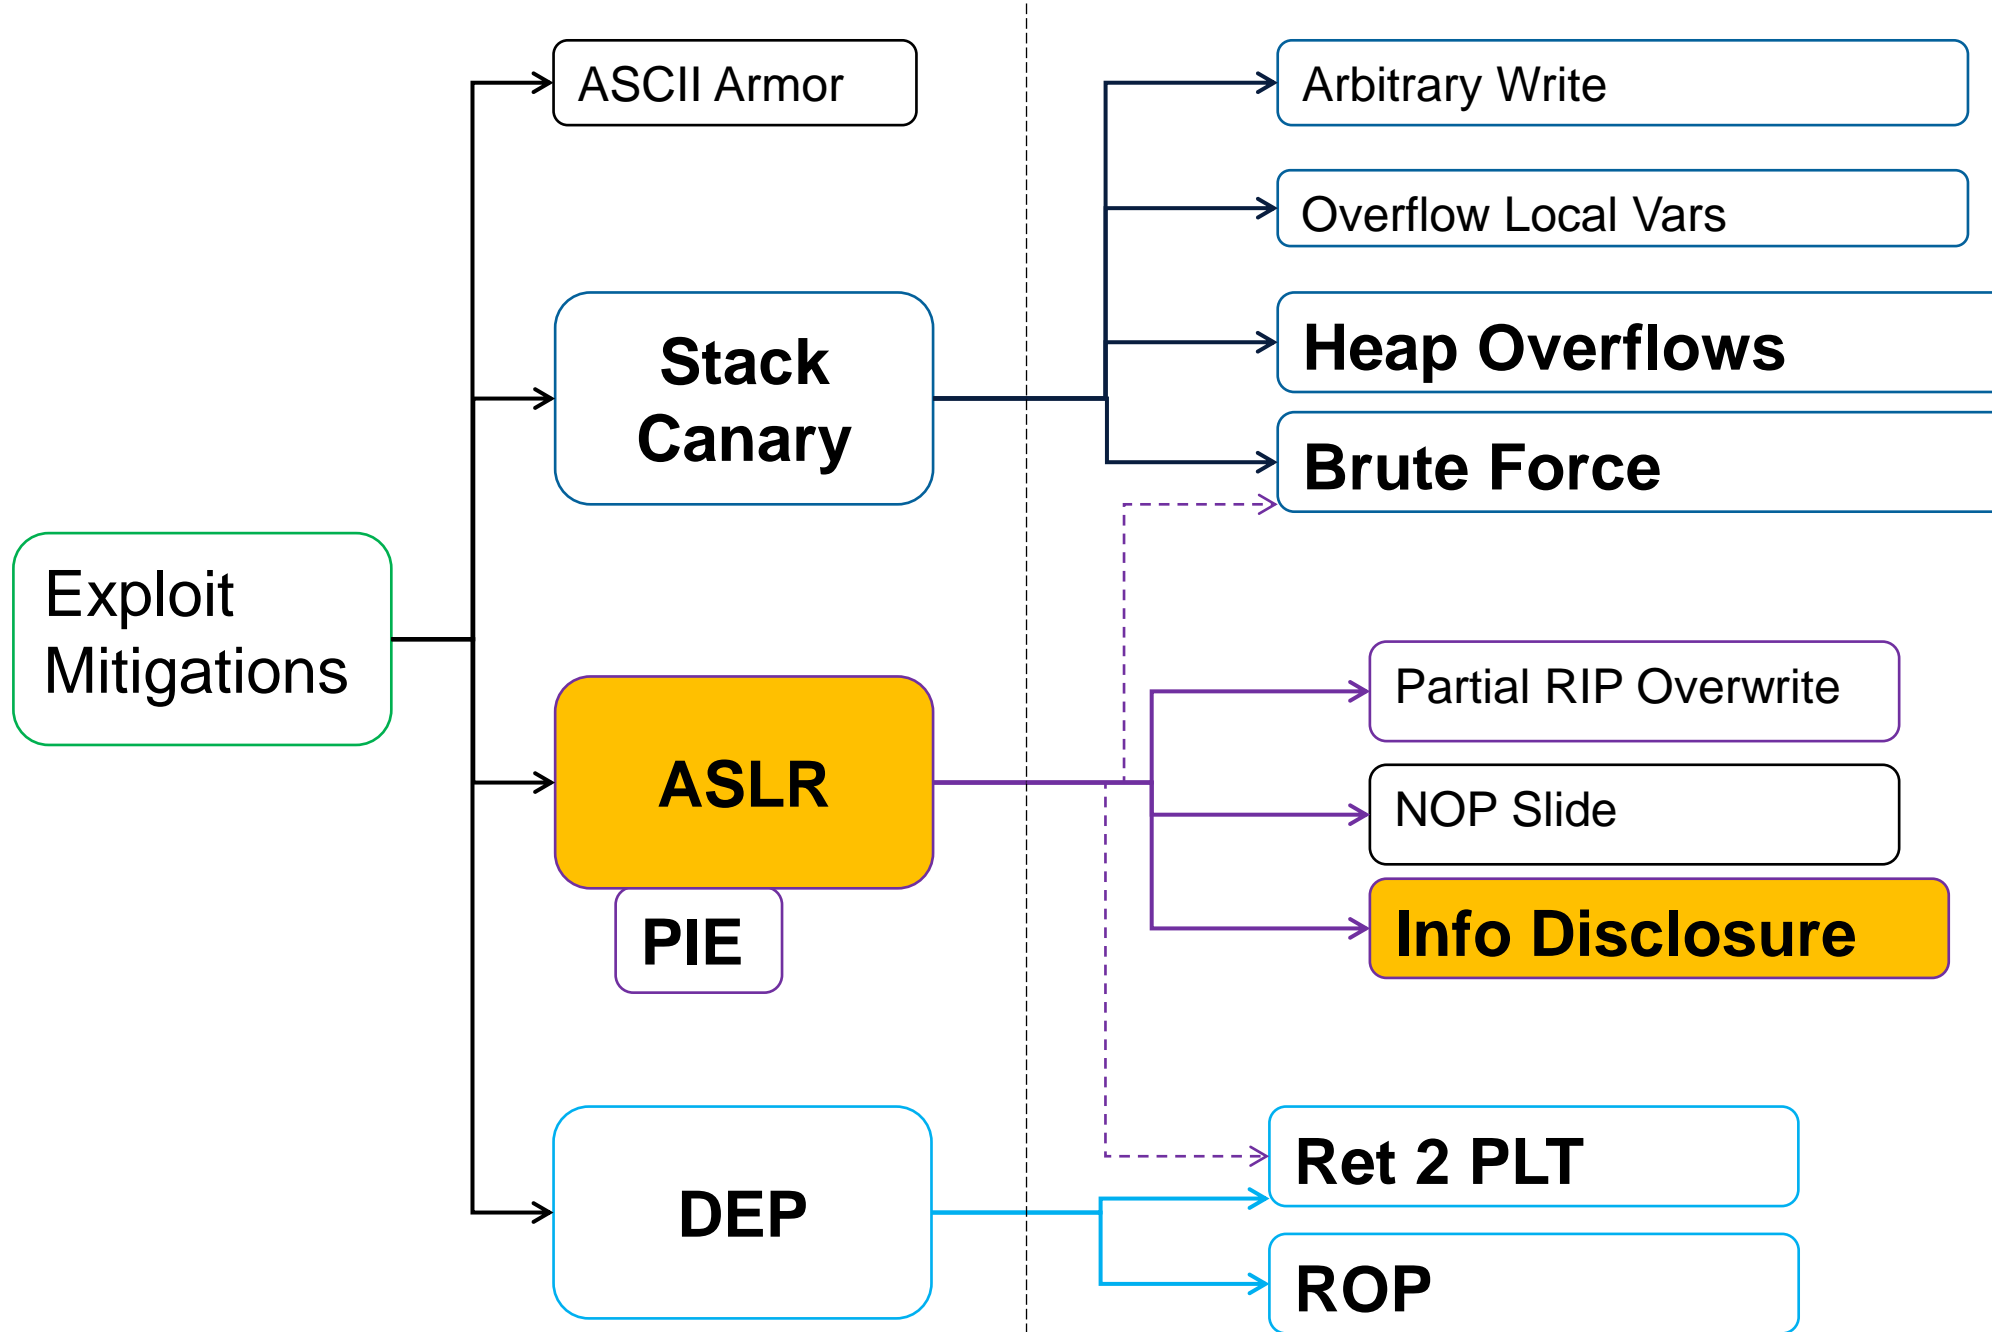 ASCII Armor
Arbitrary Write
Overflow Local Vars
Stack
Canary
Heap Overflows
Brute Force
Exploit
Mitigations
Partial RIP Overwrite
ASLR
NOP Slide
PIE
Info Disclosure
Ret 2 PLT
DEP
ROP